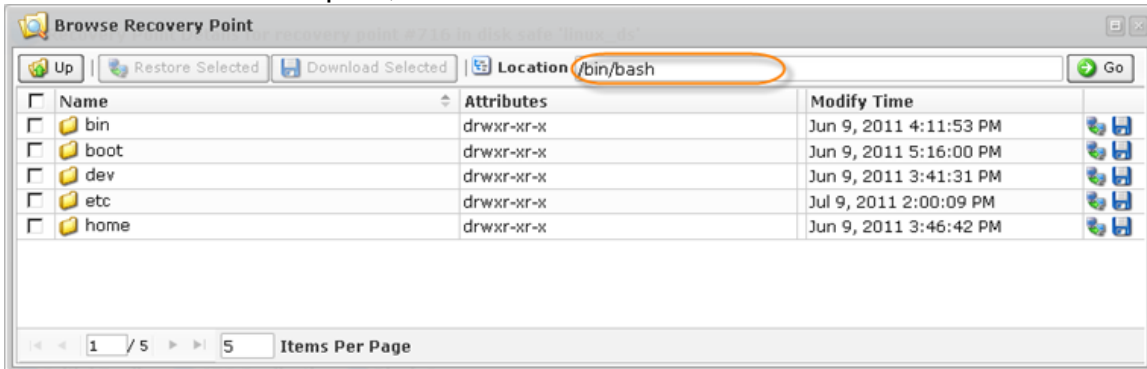 Browse Recovery Point
Up Restore Selected Download Selected Location /bin/bash Go
Name Attributes Modify Time
bin drwxr-xr-x Jun 9, 2011 4:11:53 PM
boot drwxr-xr-x Jun 9, 2011 5:16:00 PM
dev drwxr-xr-x Jun 9, 2011 3:41:31 PM
etc drwxr-xr-x Jul 9, 2011 2:00:09 PM
home drwxr-xr-x Jun 9, 2011 3:46:42 PM
1 / 5 5 Items Per Page